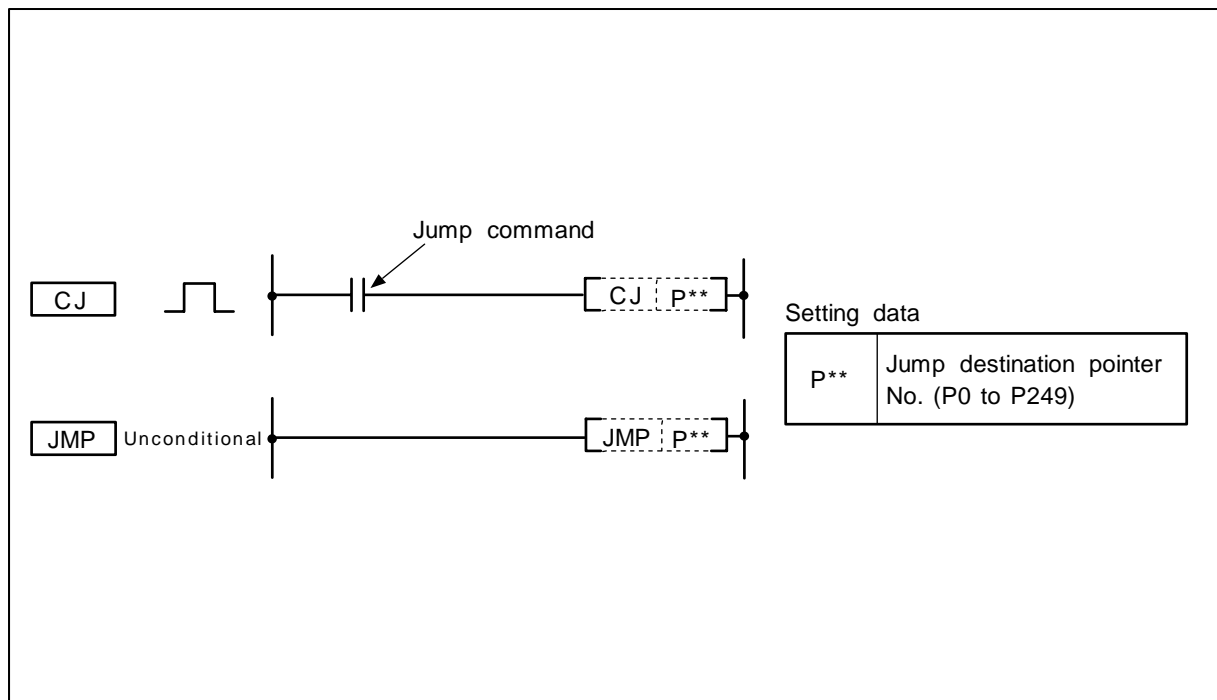 Jump command
CJ
CJ P**
Setting data
P** Jump destination pointer
No. (P0 to P249)
JMP Unconditional
JMP P**